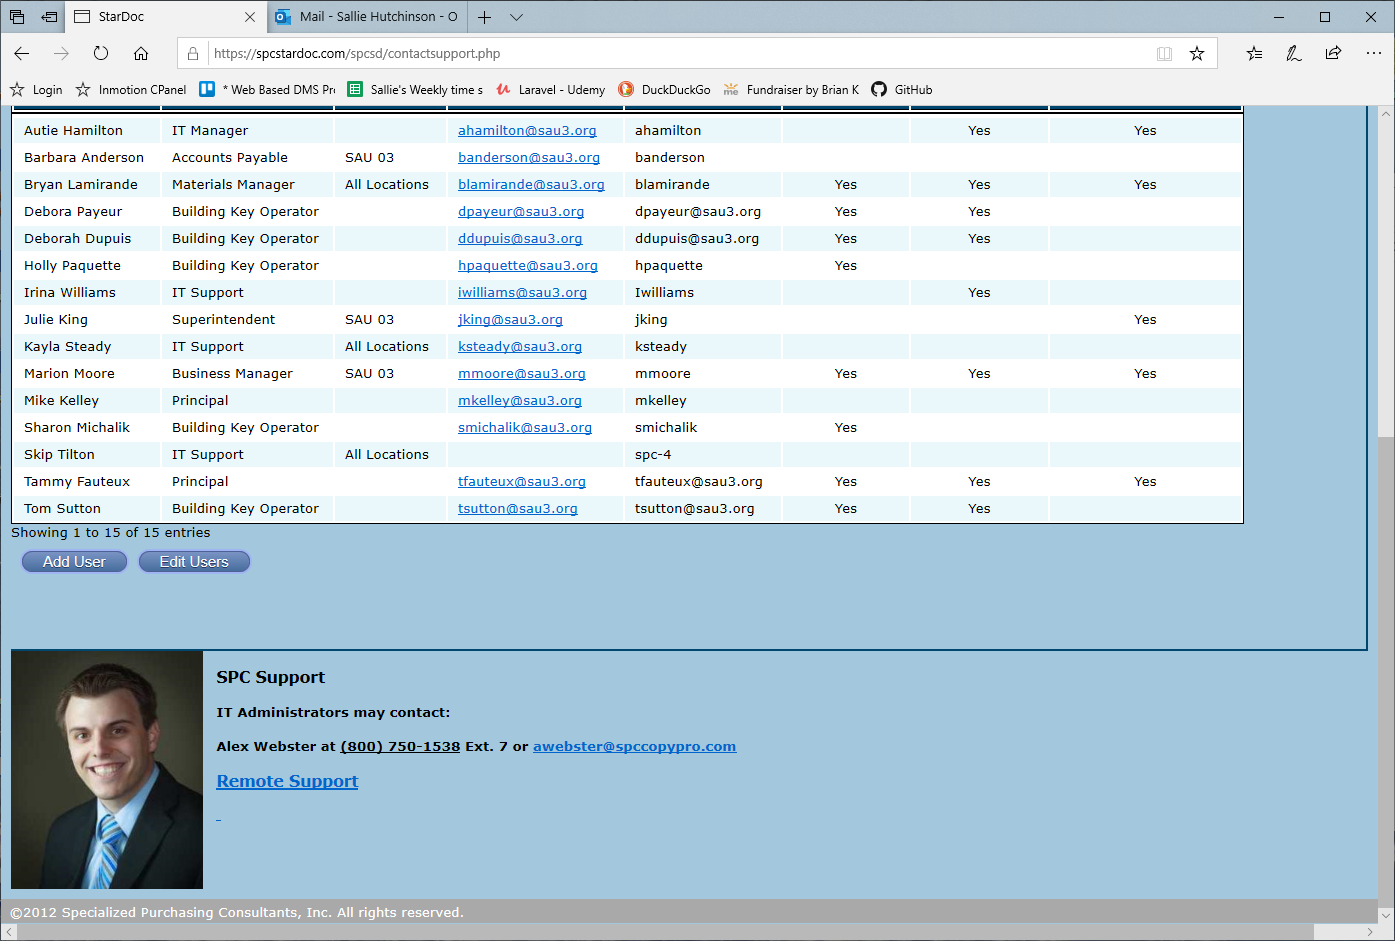 StarDoc Mail - Sallie Hutchinson - O
https://spcstardoc.com/spcsd/contactsupport.php
Login Inmotion CPanel * Web Based DMS Pr Sallie's Weekly time s Laravel - Udemy DuckDuckGo Fundraiser by Brian K GitHub
Autie Hamilton IT Manager ahamilton@sau3.org ahamilton Yes Yes
Barbara Anderson Accounts Payable SAU 03 banderson@sau3.org banderson
Bryan Lamirande Materials Manager All Locations blamirande@sau3.org blamirande Yes Yes Yes
Debora Payeur Building Key Operator dpayeur@sau3.org dpayeur@sau3.org Yes Yes
Deborah Dupuis Building Key Operator ddupuis@sau3.org ddupuis@sau3.org Yes Yes
Holly Paquette Building Key Operator hpaquette@sau3.org hpaquette Yes
Irina Williams IT Support iwilliams@sau3.org Iwilliams Yes
Julie King Superintendent SAU 03 jking@sau3.org jking Yes
Kayla Steady IT Support All Locations ksteady@sau3.org ksteady
Marion Moore Business Manager SAU 03 mmoore@sau3.org mmoore Yes Yes Yes
Mike Kelley Principal mkelley@sau3.org mkelley
Sharon Michalik Building Key Operator smichalik@sau3.org smichalik Yes
Skip Tilton IT Support All Locations spc-4
Tammy Fauteux Principal tfauteux@sau3.org tfauteux@sau3.org Yes Yes Yes
Tom Sutton Building Key Operator tsutton@sau3.org tsutton@sau3.org Yes Yes
Showing 1 to 15 of 15 entries
Add User Edit Users
SPC Support
IT Administrators may contact:
Alex Webster at (800) 750-1538 Ext. 7 or awebster@spccopypro.com
Remote Support
©2012 Specialized Purchasing Consultants, Inc. All rights reserved.